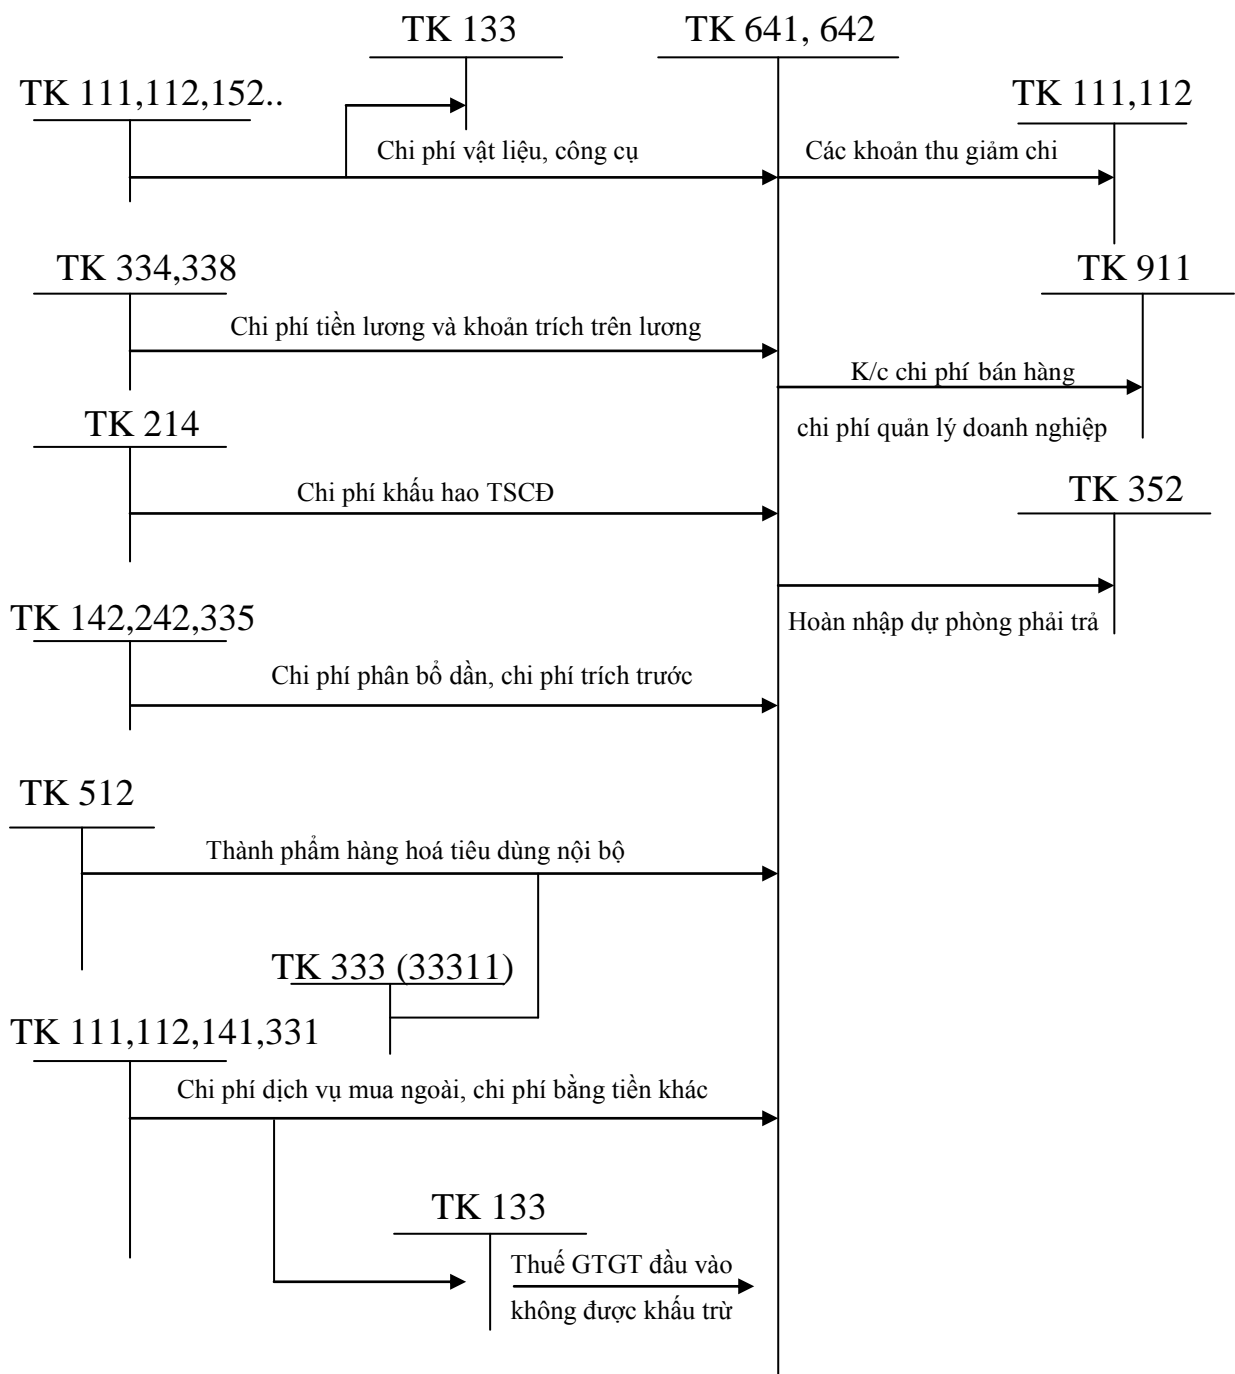 TK 133
TK 641, 642
TK 111,112,152..
TK 111,112
Chi phí vật liệu, công cụ
Các khoản thu giảm chi
TK 334,338
TK 911
Chi phí tiền lương và khoản trích trên lương
K/c chi phí bán hàng
chi phí quản lý doanh nghiệp
TK 214
Chi phí khấu hao TSCĐ
TK 352
TK 142,242,335
Hoàn nhập dự phòng phải trả
Chi phí phân bổ dần, chi phí trích trước
TK 512
Thành phẩm hàng hoá tiêu dùng nội bộ
TK 333 (33311)
TK 111,112,141,331
Chi phí dịch vụ mua ngoài, chi phí bằng tiền khác
TK 133
Thuế GTGT đầu vào
không được khấu trừ